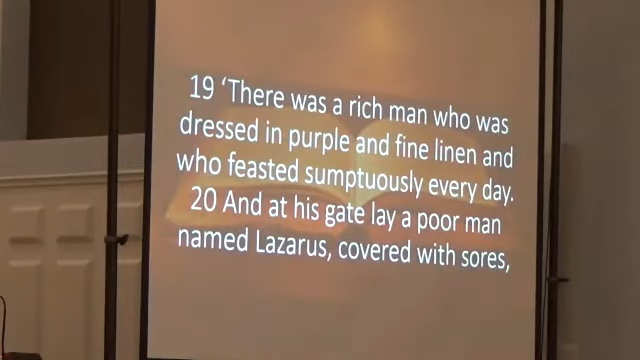 19 ‘There was a rich man who was
dressed in purple and fine linen and
who feasted sumptuously every day.
20 And at his gate lay a poor man
named Lazarus, covered with sores,